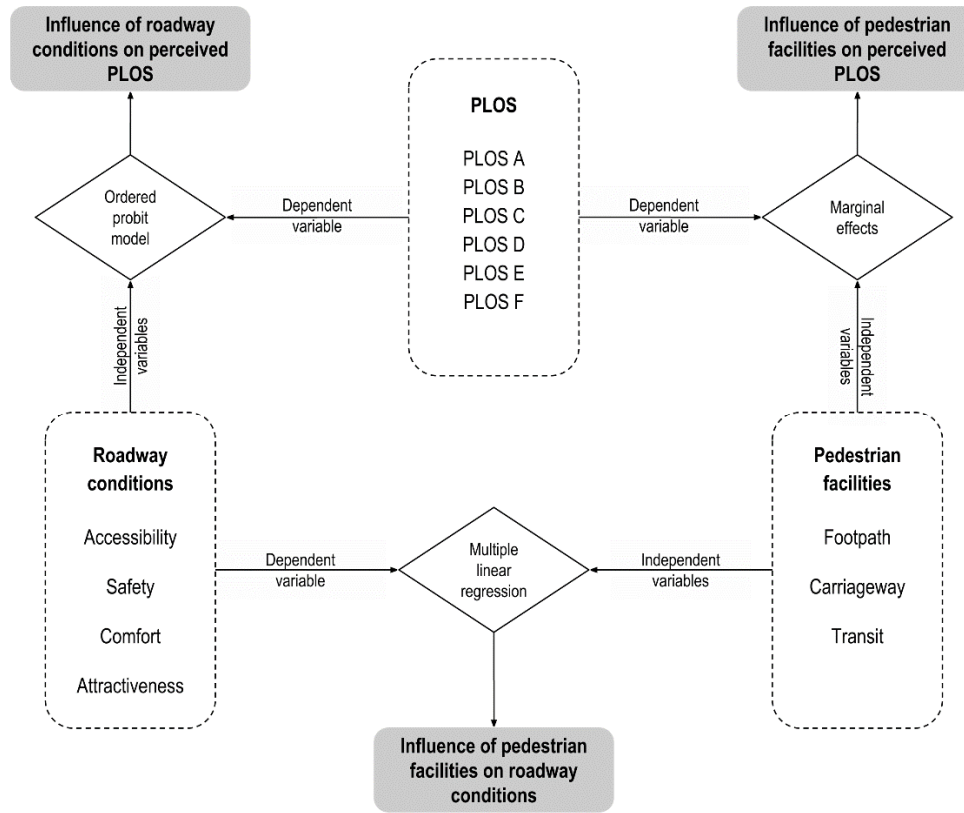 Influence of roadway
conditions on perceived
PLOS
Influence of pedestrian
facilities on perceived
PLOS
PLOS
PLOS A
PLOS B
PLOS C
PLOS D
PLOS E
PLOS F
Ordered
probit
model
Dependent
variable
Dependent
variable
Marginal
effects
Independent
variables
Independent
variables
Roadway
conditions
Accessibility
Safety
Comfort
Attractiveness
Dependent
variable
Multiple
linear
regression
Independent
variables
Pedestrian
facilities
Footpath
Carriageway
Transit
Influence of pedestrian
facilities on roadway
conditions